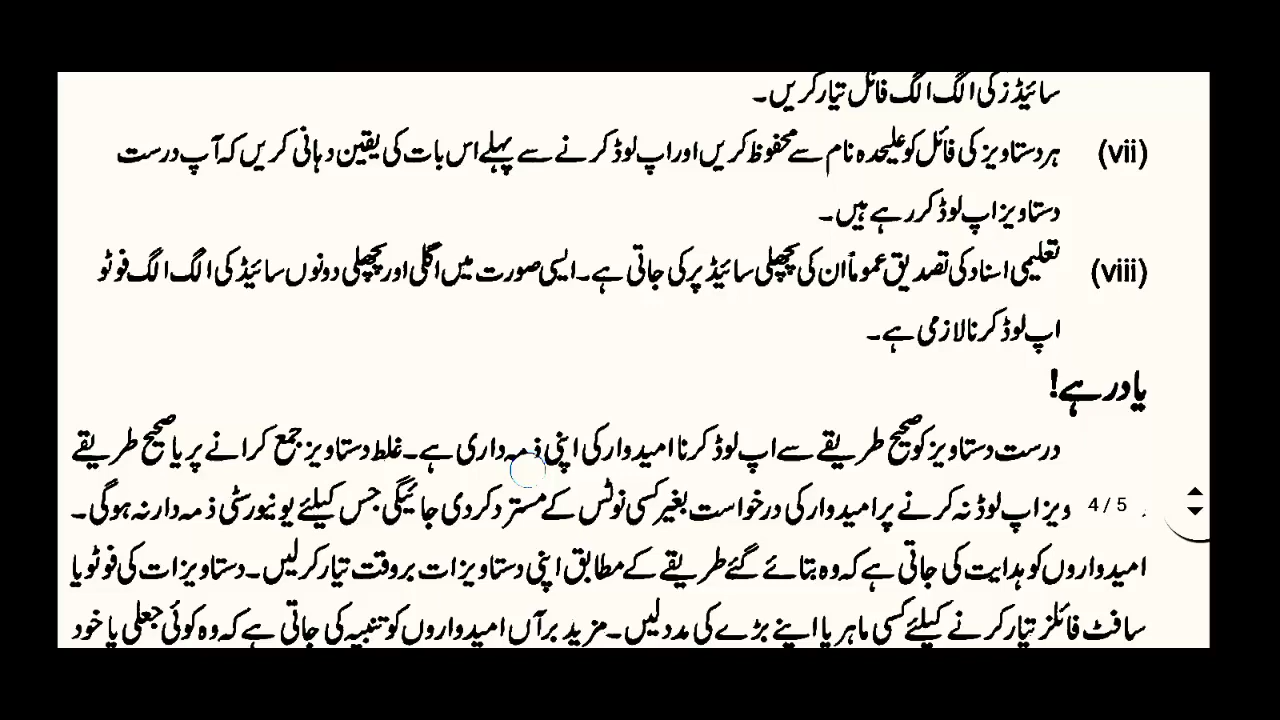 سائیڈز کی الگ الگ فائل تیار کریں۔
(vii) ہر دستاویز کی فائل کو علیحدہ نام سے محفوظ کریں اور اپ لوڈ کرنے سے پہلے اس بات کی یقین دہانی کریں کہ آپ درست
دستاویز اپ لوڈ کر رہے ہیں۔
(viii) تعلیمی اسناد کی تصدیق عموماً ان کی پچھلی سائیڈ پر کی جاتی ہے۔ ایسی صورت میں اگلی اور پچھلی دونوں سائیڈ کی الگ الگ فوٹو
اپ لوڈ کرنا لازمی ہے۔
یاد رہے!
درست دستاویز کو صحیح طریقے سے اپ لوڈ کرنا امیدوار کی اپنی ذمہ داری ہے۔ غلط دستاویز جمع کرانے پر یا صحیح طریقے
4 / 5 ویز اپ لوڈ نہ کرنے پر امیدوار کی درخواست بغیر کسی نوٹس کے مسترد کر دی جائیگی جس کیلئے یونیورسٹی ذمہ دار نہ ہوگی۔
امیدواروں کو ہدایت کی جاتی ہے کہ وہ بتائے گئے طریقے کے مطابق اپنی دستاویزات بروقت تیار کر لیں۔ دستاویزات کی فوٹو یا
سافٹ فائلز تیار کرنے کیلئے کسی ماہر یا اپنے بڑے کی مدد لیں۔ مزید برآں امیدواروں کو تنبیہ کی جاتی ہے کہ وہ کوئی جعلی یا خود